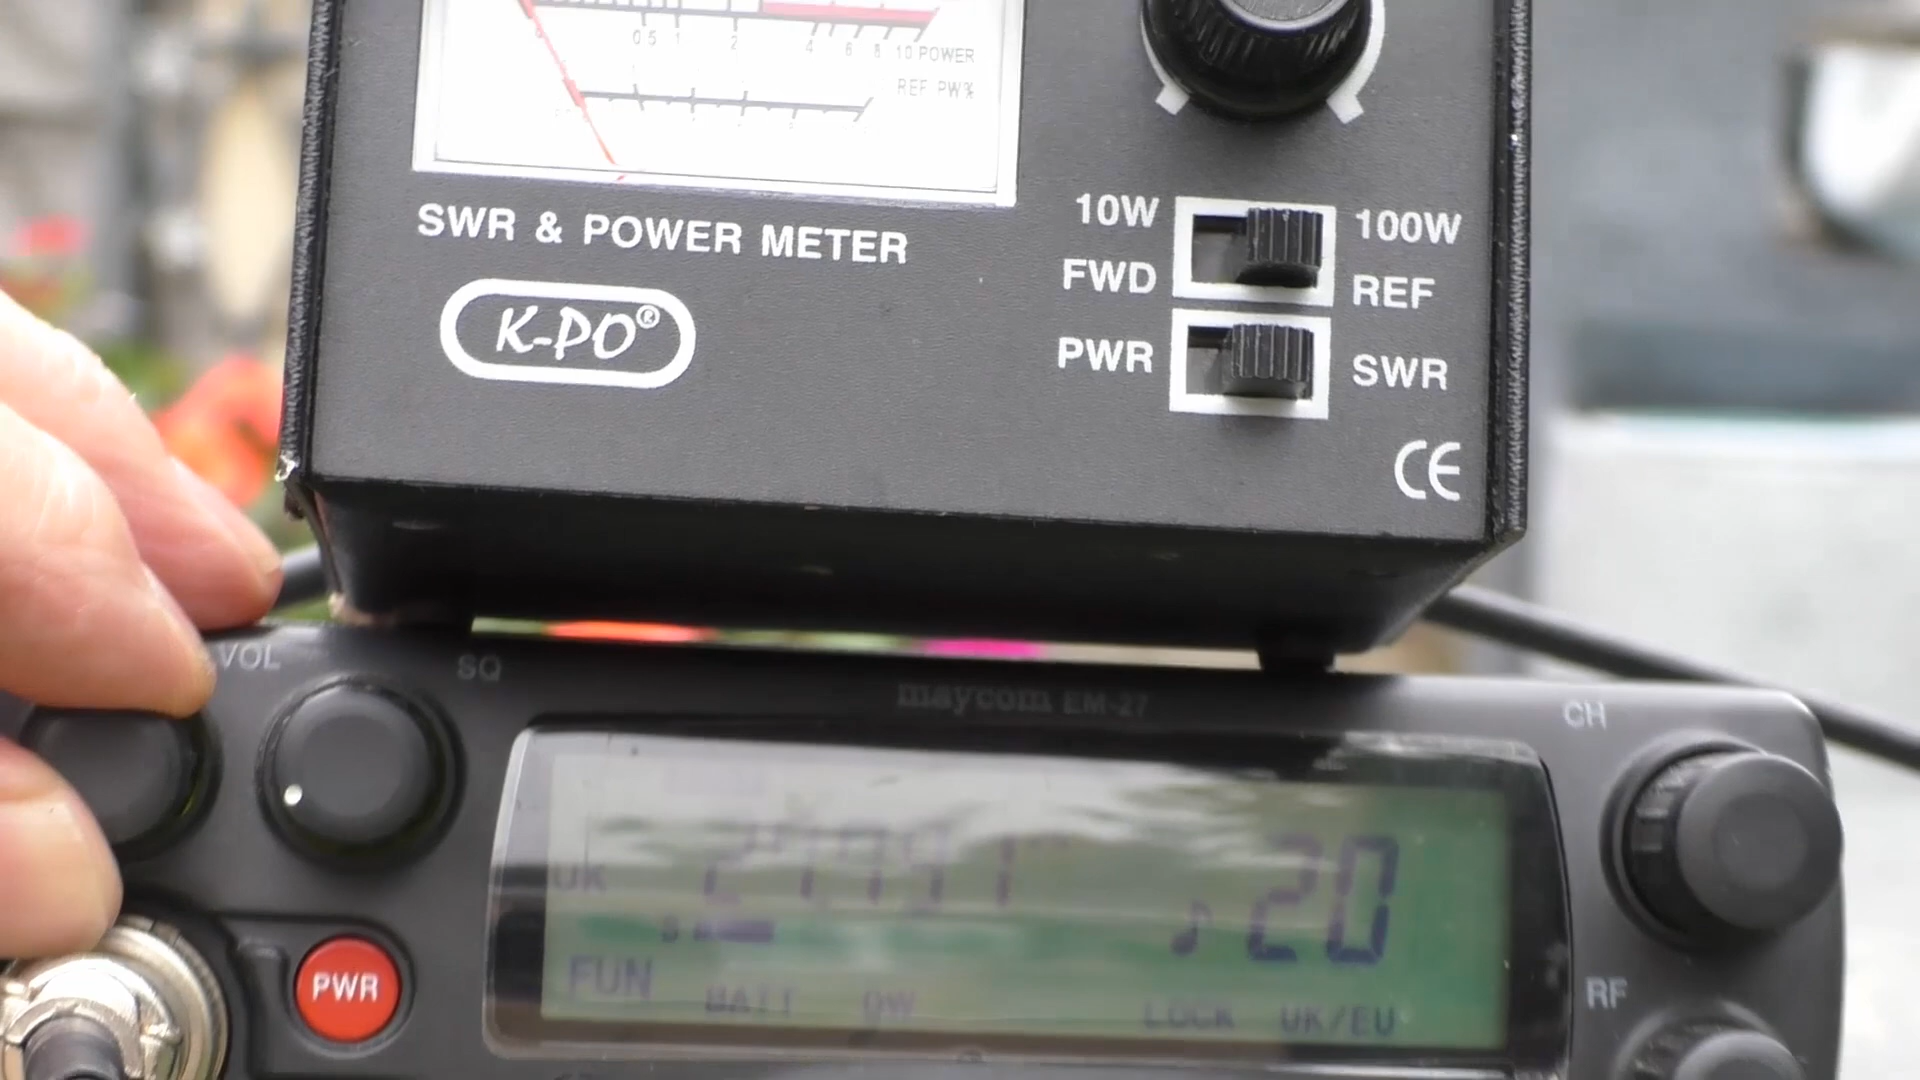 0.5 1 2 4 6 8 10 POWER
REF PW%
SWR & POWER METER
K-PO®
10W 100W
FWD REF
PWR SWR
CE
VOL SQ
maycom EM-27
CH
UK 27.791 20
S
PWR
FUN BATT DW LOCK UK/EU
RF